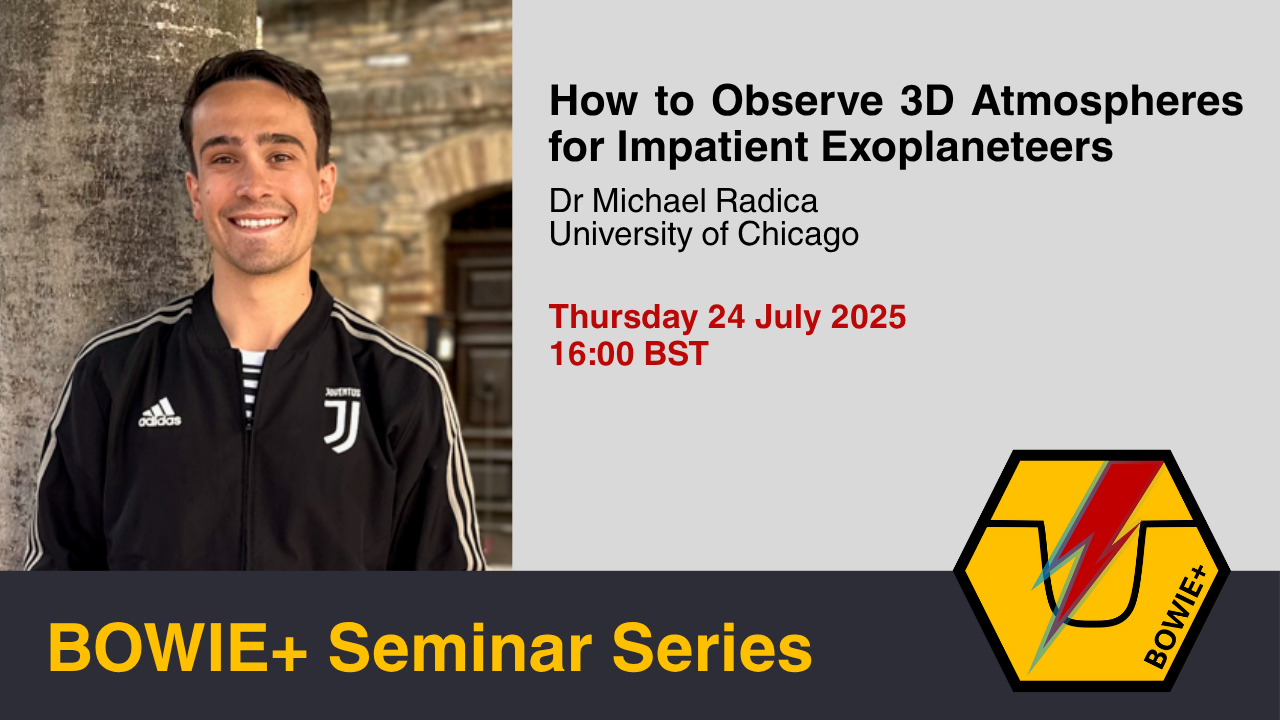 How to Observe 3D Atmospheres
for Impatient Exoplaneteers
Dr Michael Radica
University of Chicago
Thursday 24 July 2025
16:00 BST
adidas
JUVENTUS
BOWIE+
BOWIE+ Seminar Series